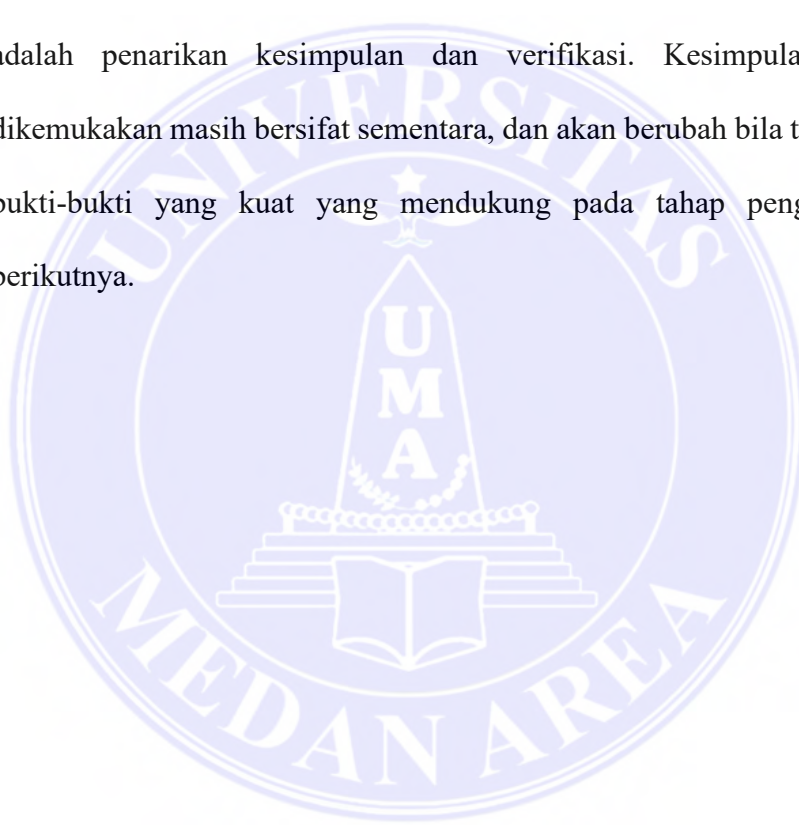 adalah penarikan kesimpulan dan verifikasi. Kesimpula
dikemukakan masih bersifat sementara, dan akan berubah bila t
bukti-bukti yang kuat yang mendukung pada tahap peng
berikutnya.
UNIVERSITAS
UMA
MEDAN AREA